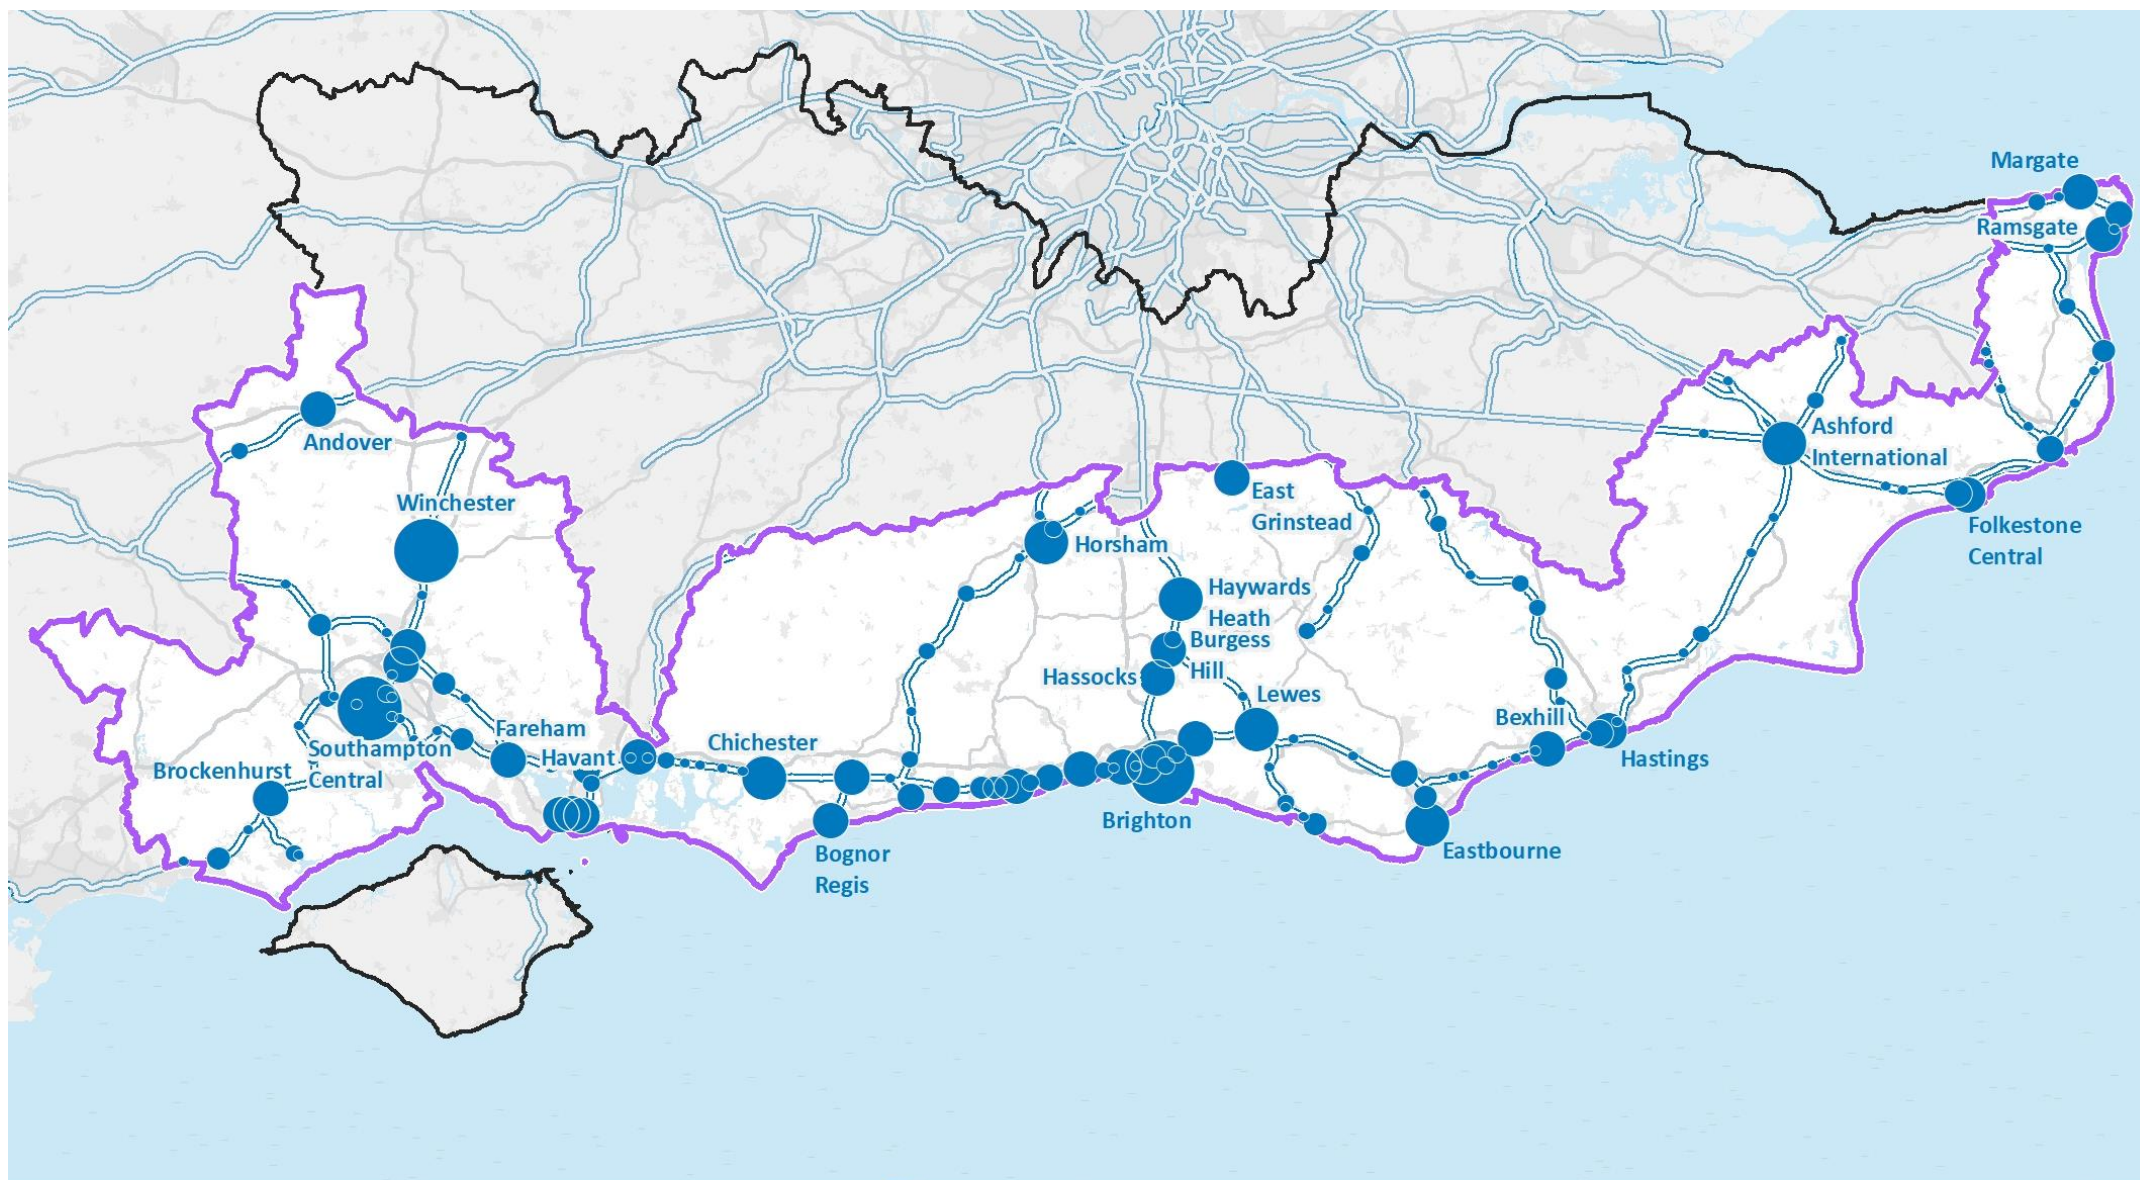 Margate
Ramsgate
Andover
Ashford
International
Winchester
East
Grinstead
Folkestone
Central
Horsham
Haywards
Heath
Burgess
Hill
Hassocks
Lewes
Bexhill
Hastings
Fareham
Havant
Chichester
Southampton
Central
Brockenhurst
Brighton
Bognor
Regis
Eastbourne